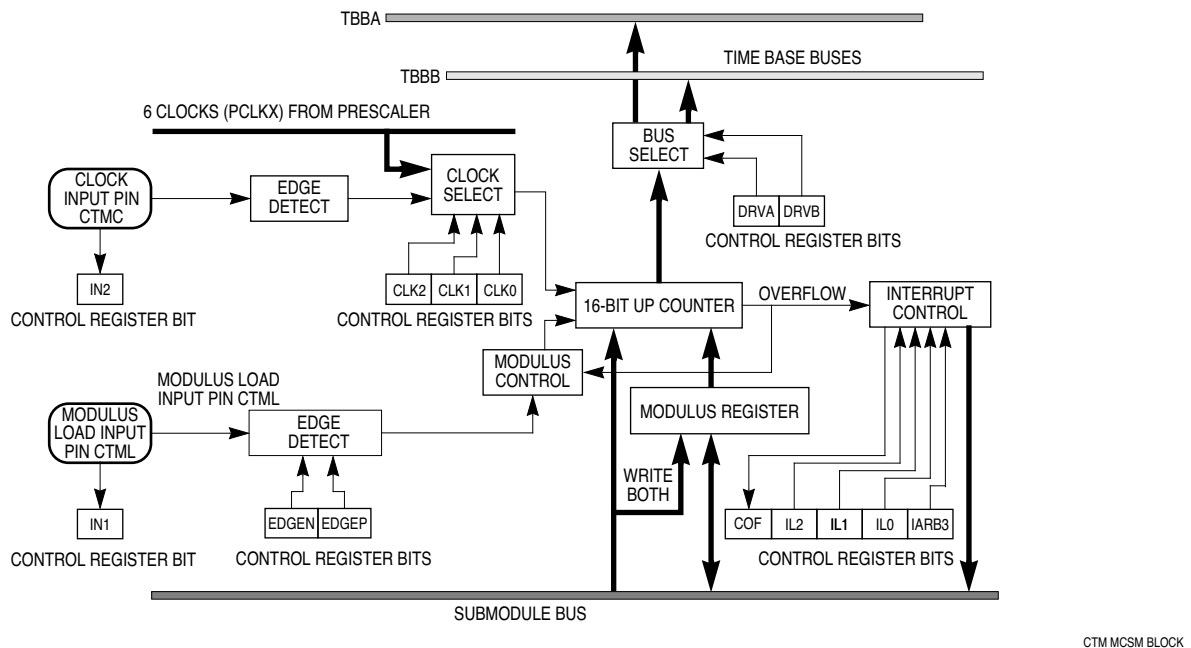 TBBA
TIME BASE BUSES
TBBB
6 CLOCKS (PCLKX) FROM PRESCALER
BUS
SELECT
CLOCK
INPUT PIN
CTMC
EDGE
DETECT
CLOCK
SELECT
DRVA DRVB
CONTROL REGISTER BITS
IN2
CONTROL REGISTER BIT
CLK2 CLK1 CLK0
CONTROL REGISTER BITS
16-BIT UP COUNTER
OVERFLOW
INTERRUPT
CONTROL
MODULUS
CONTROL
MODULUS LOAD
INPUT PIN CTML
MODULUS
LOAD INPUT
PIN CTML
EDGE
DETECT
MODULUS REGISTER
WRITE
BOTH
IN1
CONTROL REGISTER BIT
EDGEN EDGEP
CONTROL REGISTER BITS
COF IL2 IL1 IL0 IARB3
CONTROL REGISTER BITS
SUBMODULE BUS
CTM MCSM BLOCK